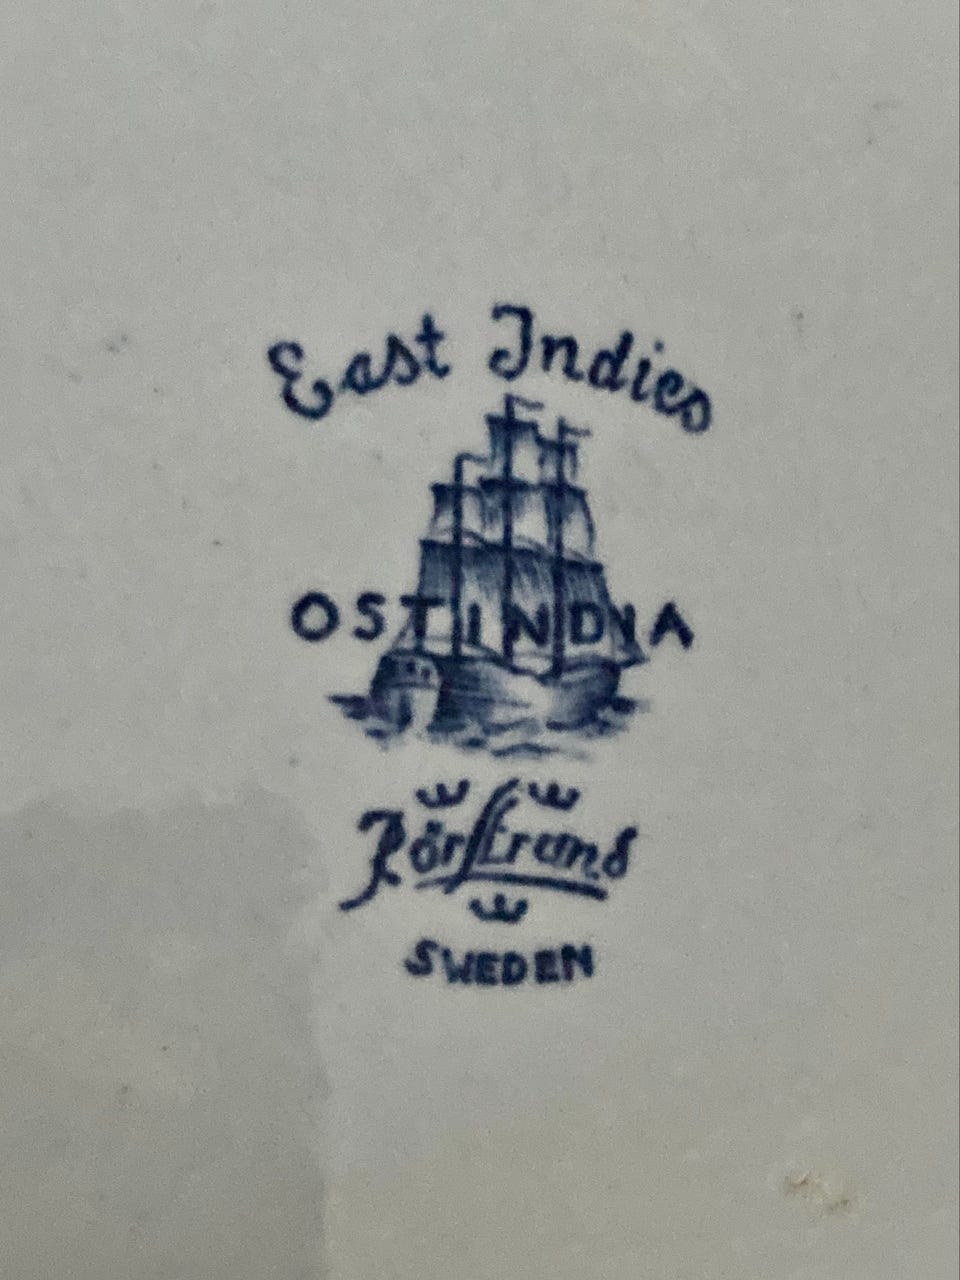 East Indies
OSTINDIA
Rörstrand
SWEDEN